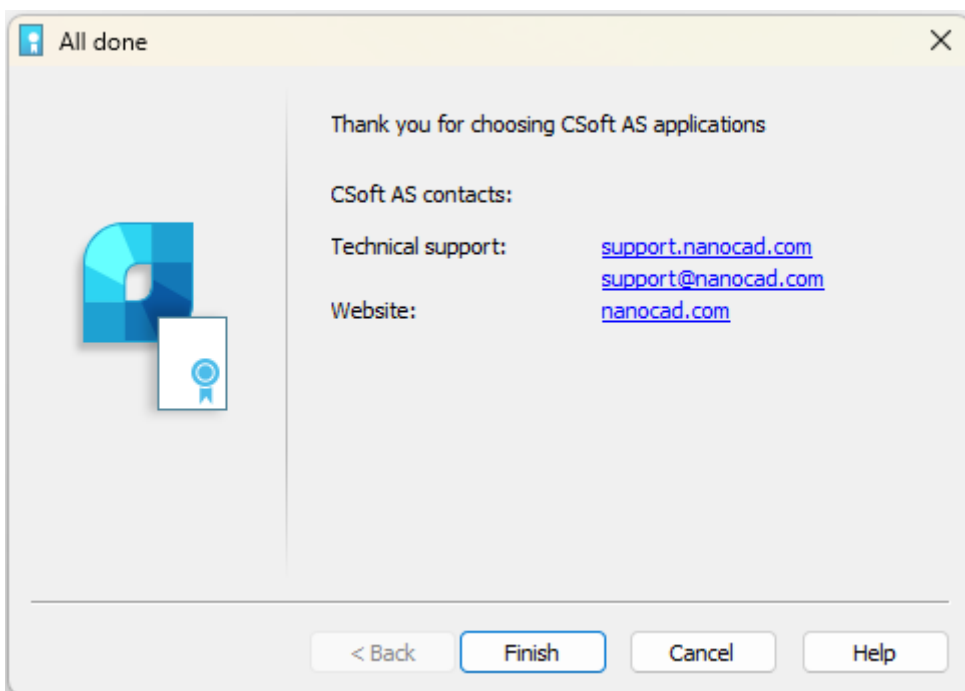 All done
Thank you for choosing CSoft AS applications
CSoft AS contacts:
Technical support: support.nanocad.com
support@nanocad.com
Website: nanocad.com
< Back Finish Cancel Help